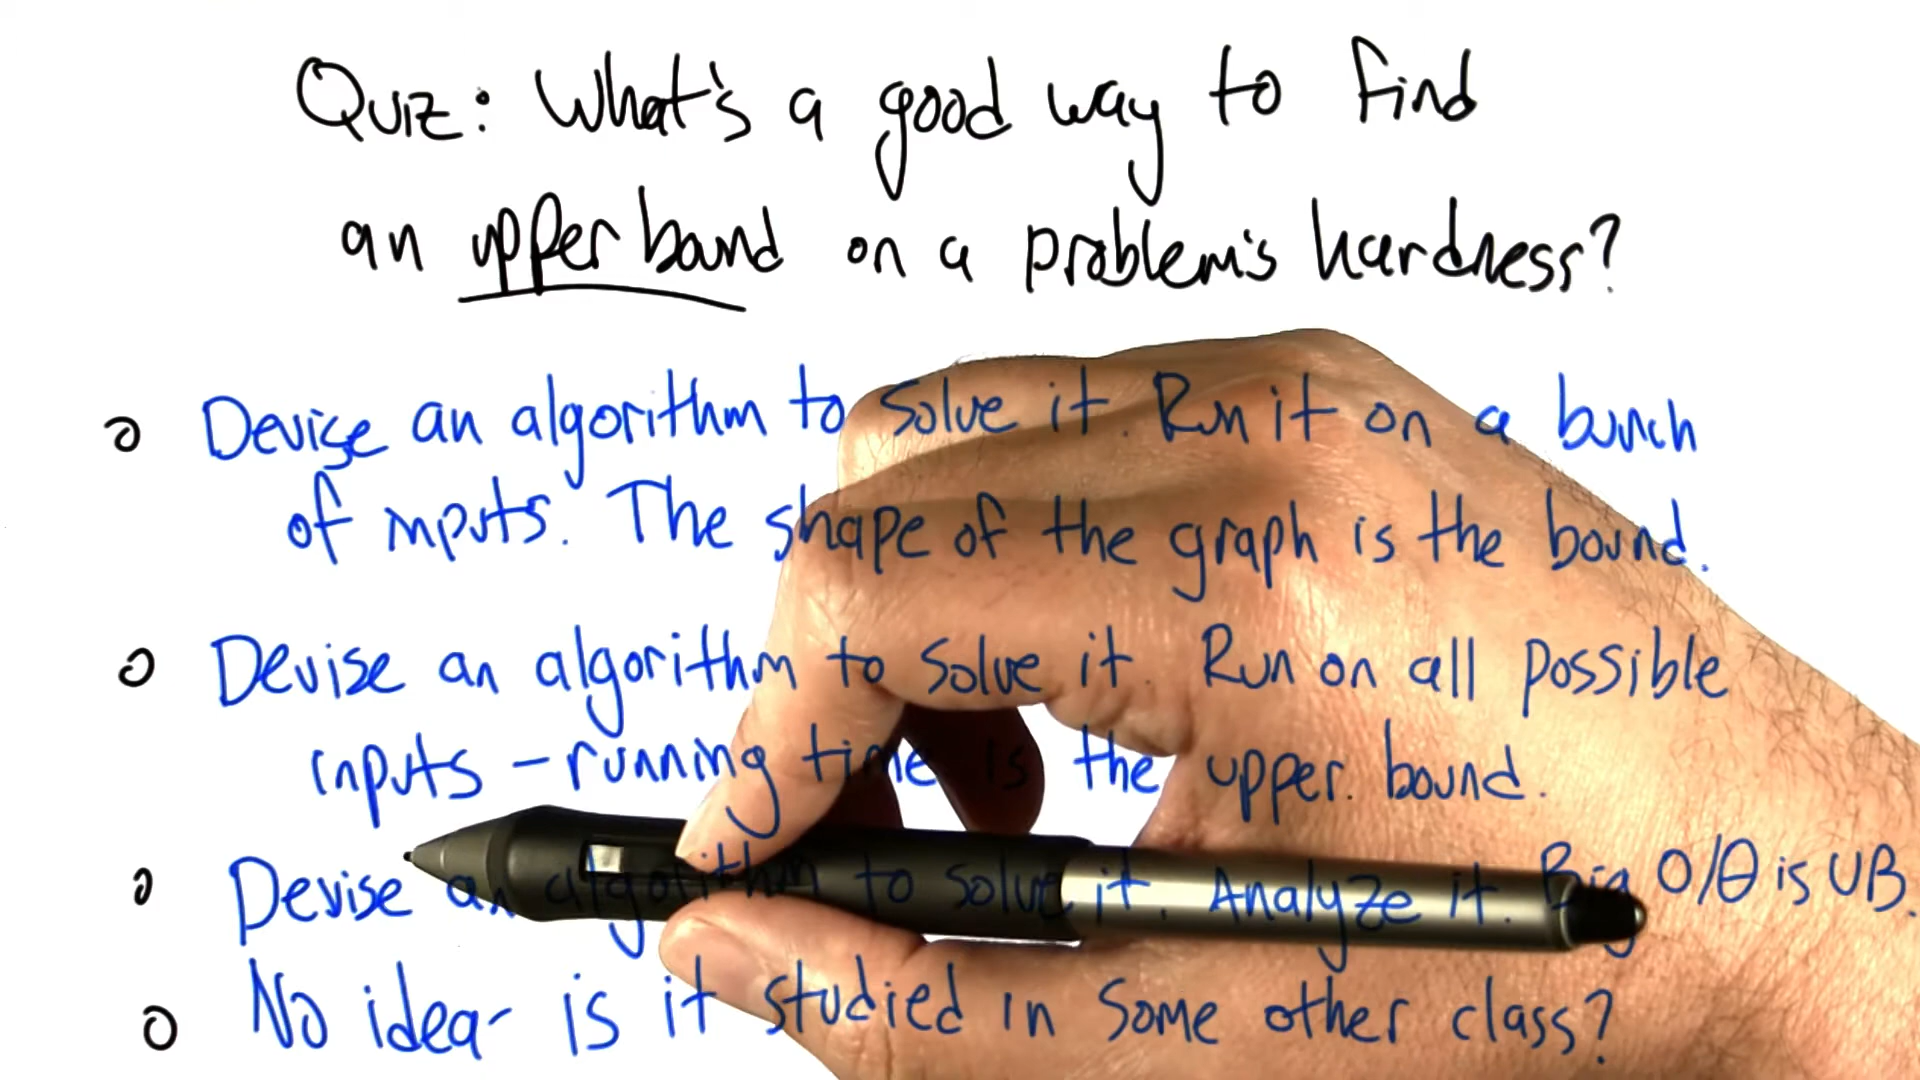 Quiz: What's a good way to find
an upper bound on a problem's hardness?
Devise an algorithm to solve it. Run it on a bunch
of inputs. The shape of the graph is the bound.
Devise an algorithm to solve it. Run on all possible
inputs - running time is the upper bound.
Devise an algorithm to solve it. Analyze it. Big O/Θ is UB.
No idea - is it studied in some other class?